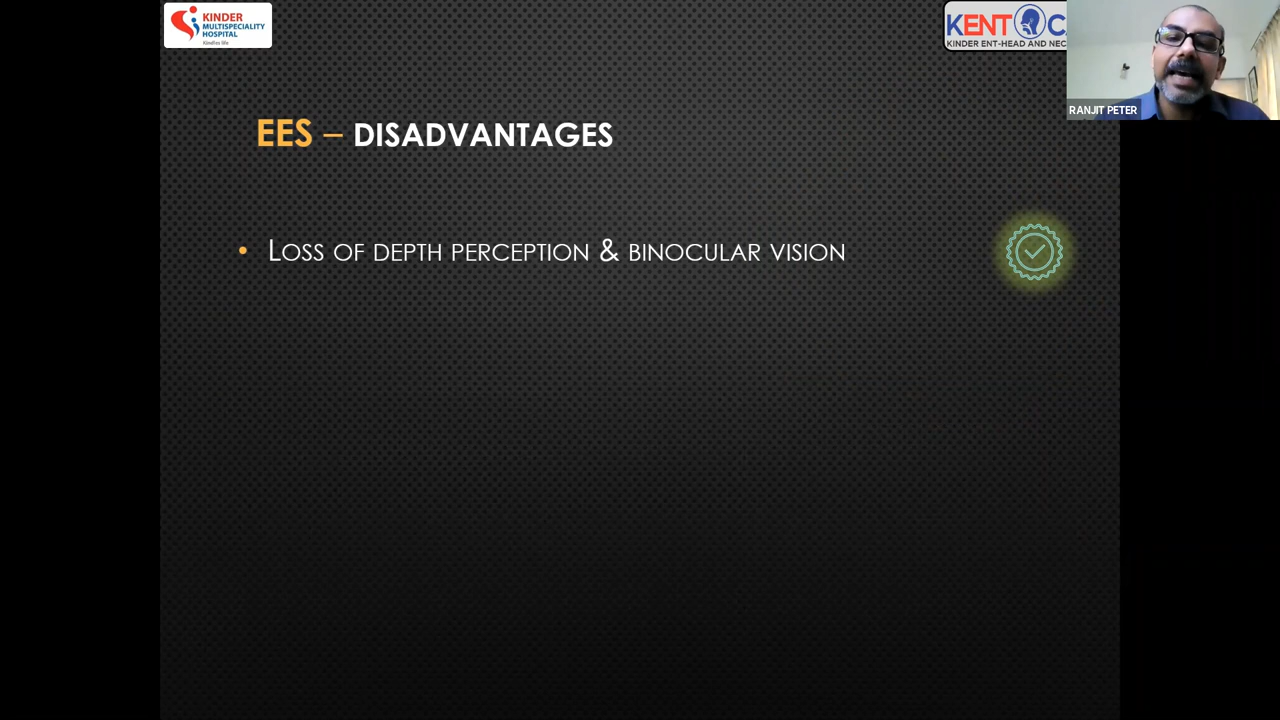 KINDER
MULTISPECIALITY
HOSPITAL
KENT
KINDER ENT-HEAD AND NEC
RANJIT PETER
EES – DISADVANTAGES
• LOSS OF DEPTH PERCEPTION & BINOCULAR VISION